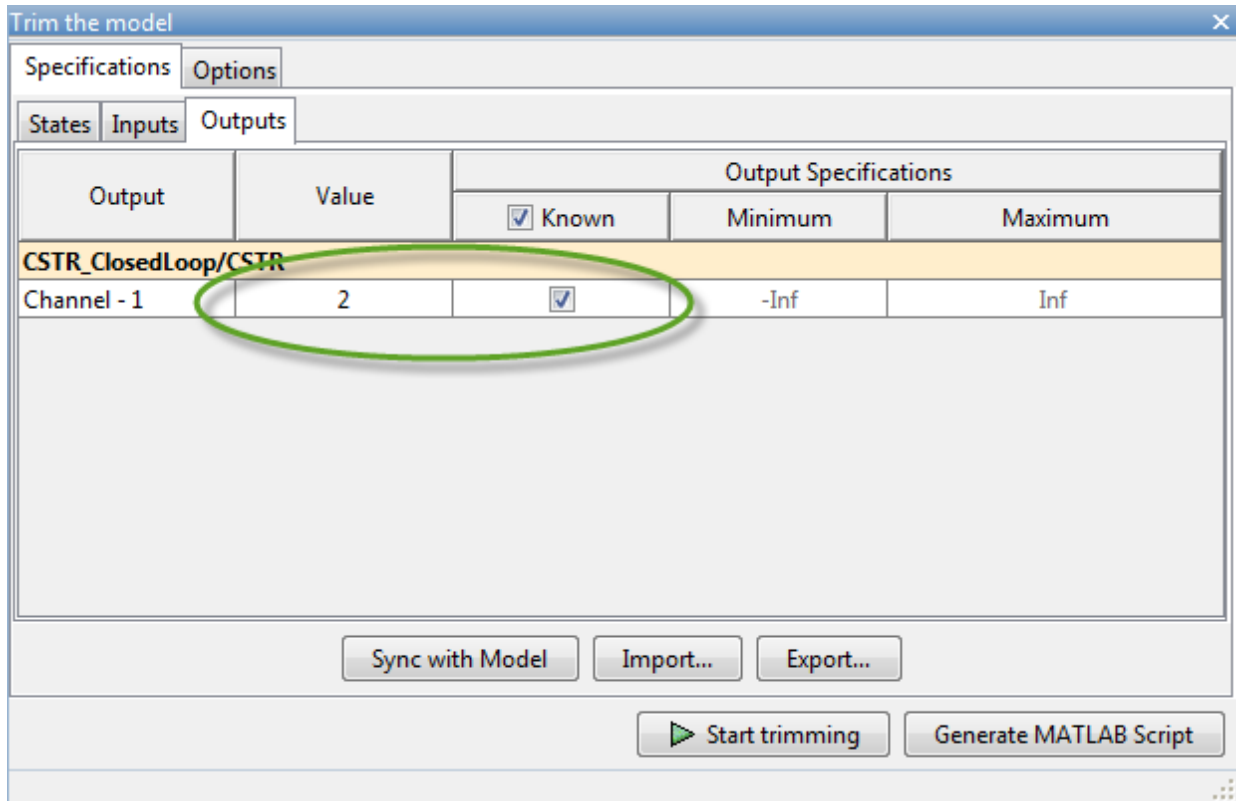 Trim the model
Specifications Options
States Inputs Outputs
Output Value Output Specifications
Known Minimum Maximum
CSTR_ClosedLoop/CSTR
Channel - 1 2 -Inf Inf
Sync with Model Import... Export...
Start trimming Generate MATLAB Script